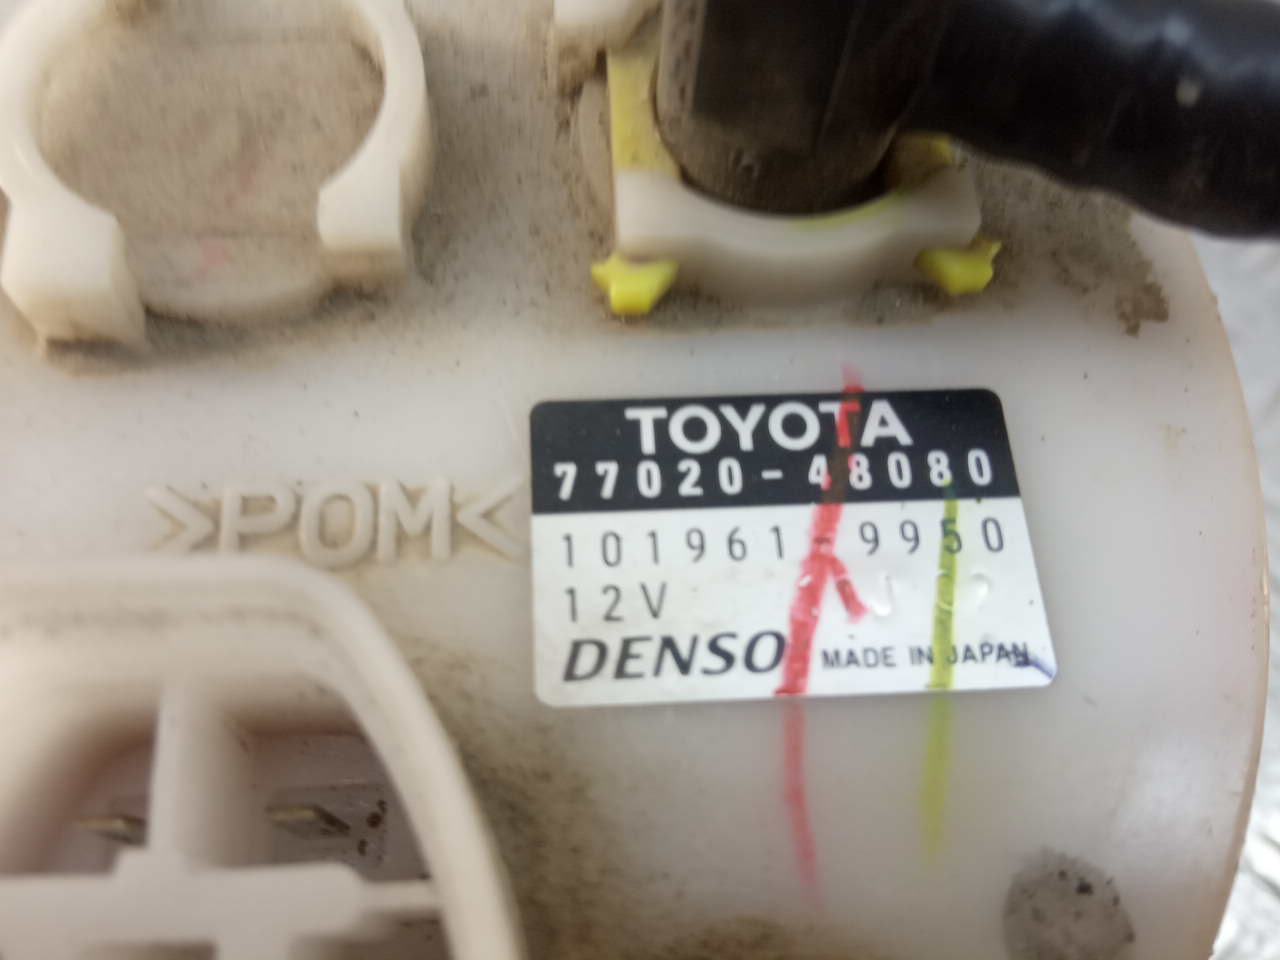 TOYOTA
77020-48080
>POM<
101961-9950
12V
DENSO MADE IN JAPAN